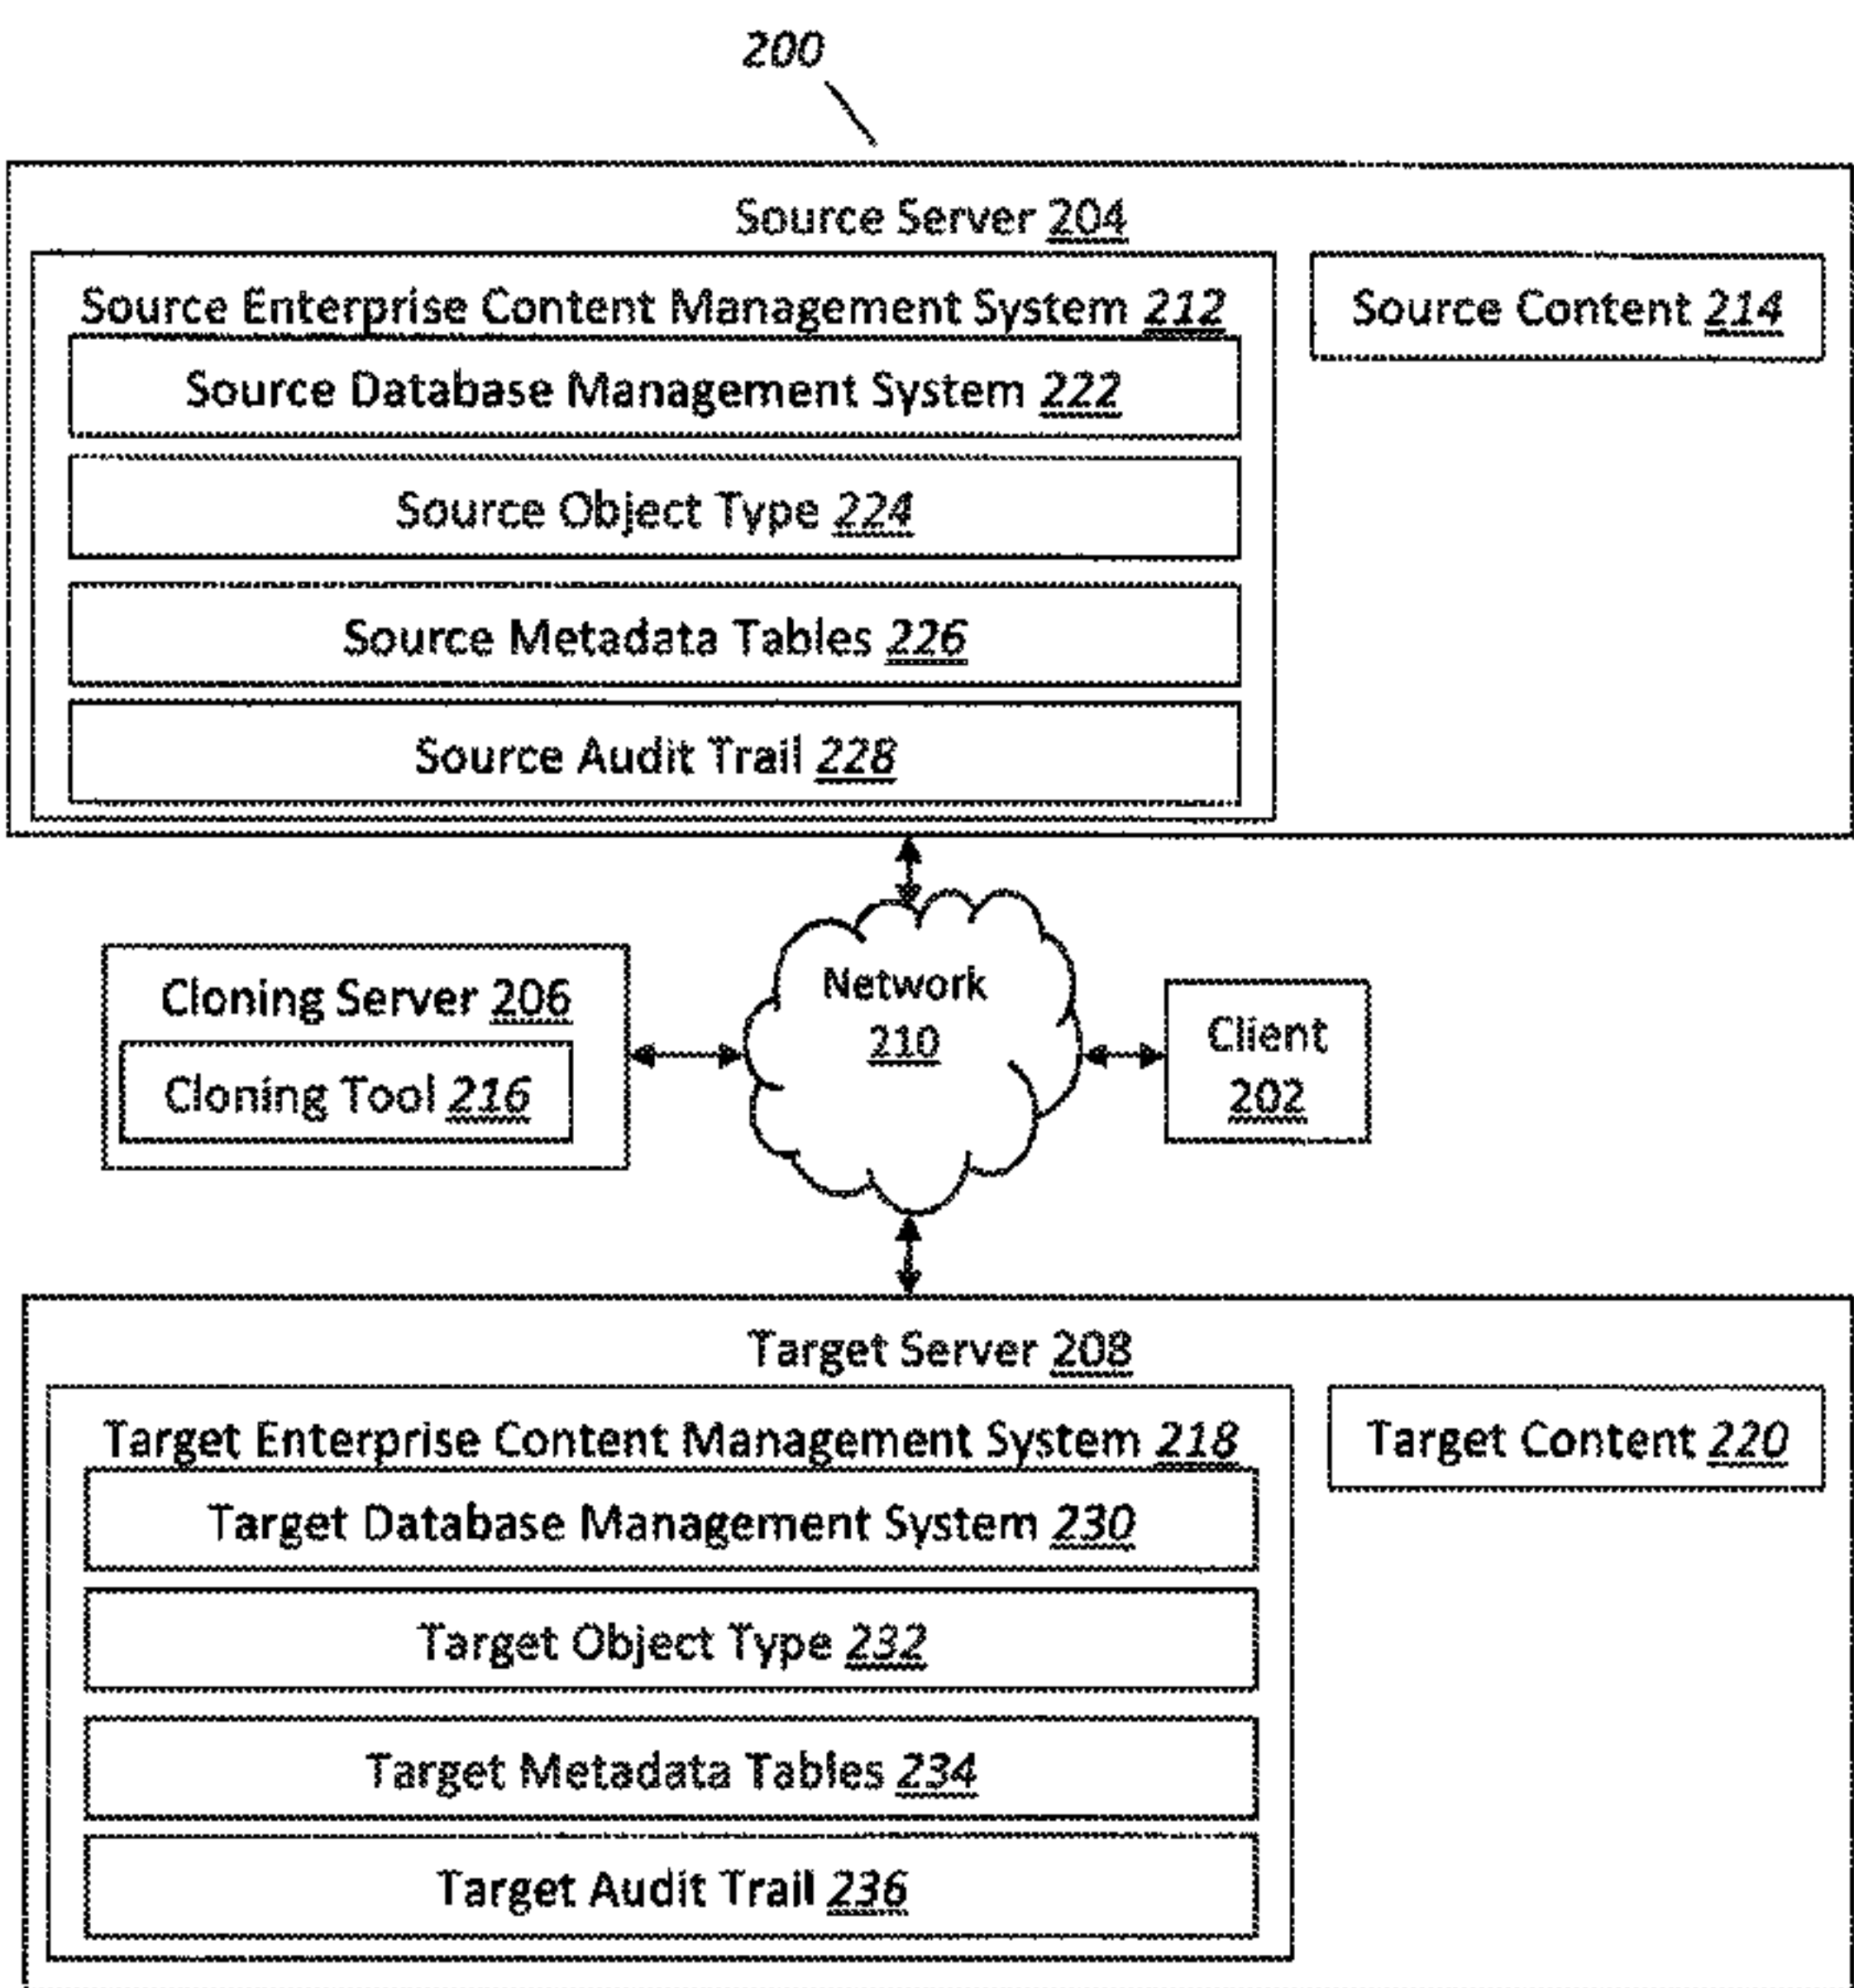 200
Source Server 204
Source Enterprise Content Management System 212
Source Content 214
Source Database Management System 222
Source Object Type 224
Source Metadata Tables 226
Source Audit Trail 228
Network
210
Cloning Server 206
Cloning Tool 216
Client
202
Target Server 208
Target Enterprise Content Management System 218
Target Content 220
Target Database Management System 230
Target Object Type 232
Target Metadata Tables 234
Target Audit Trail 236